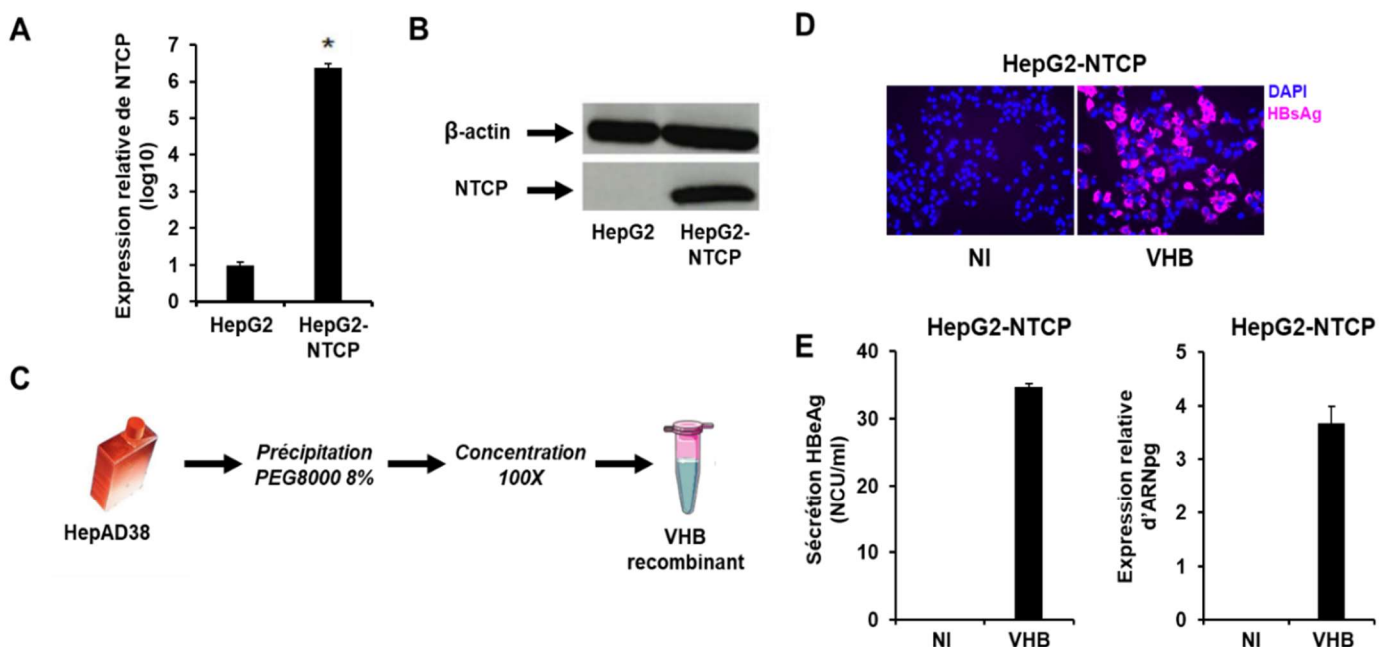 A
Expression relative de NTCP
(log10)
7
6
5
4
3
2
1
0
*
HepG2
HepG2-
NTCP
B
β-actin
NTCP
HepG2
HepG2-
NTCP
C
HepAD38
Précipitation
PEG8000 8%
Concentration
100X
VHB
recombinant
D
HepG2-NTCP
DAPI
HBsAg
NI
VHB
E
HepG2-NTCP
Sécrétion HBeAg
(NCU/ml)
40
30
20
10
0
NI
VHB
HepG2-NTCP
Expression relative
d'ARNpg
5
4
3
2
1
0
NI
VHB